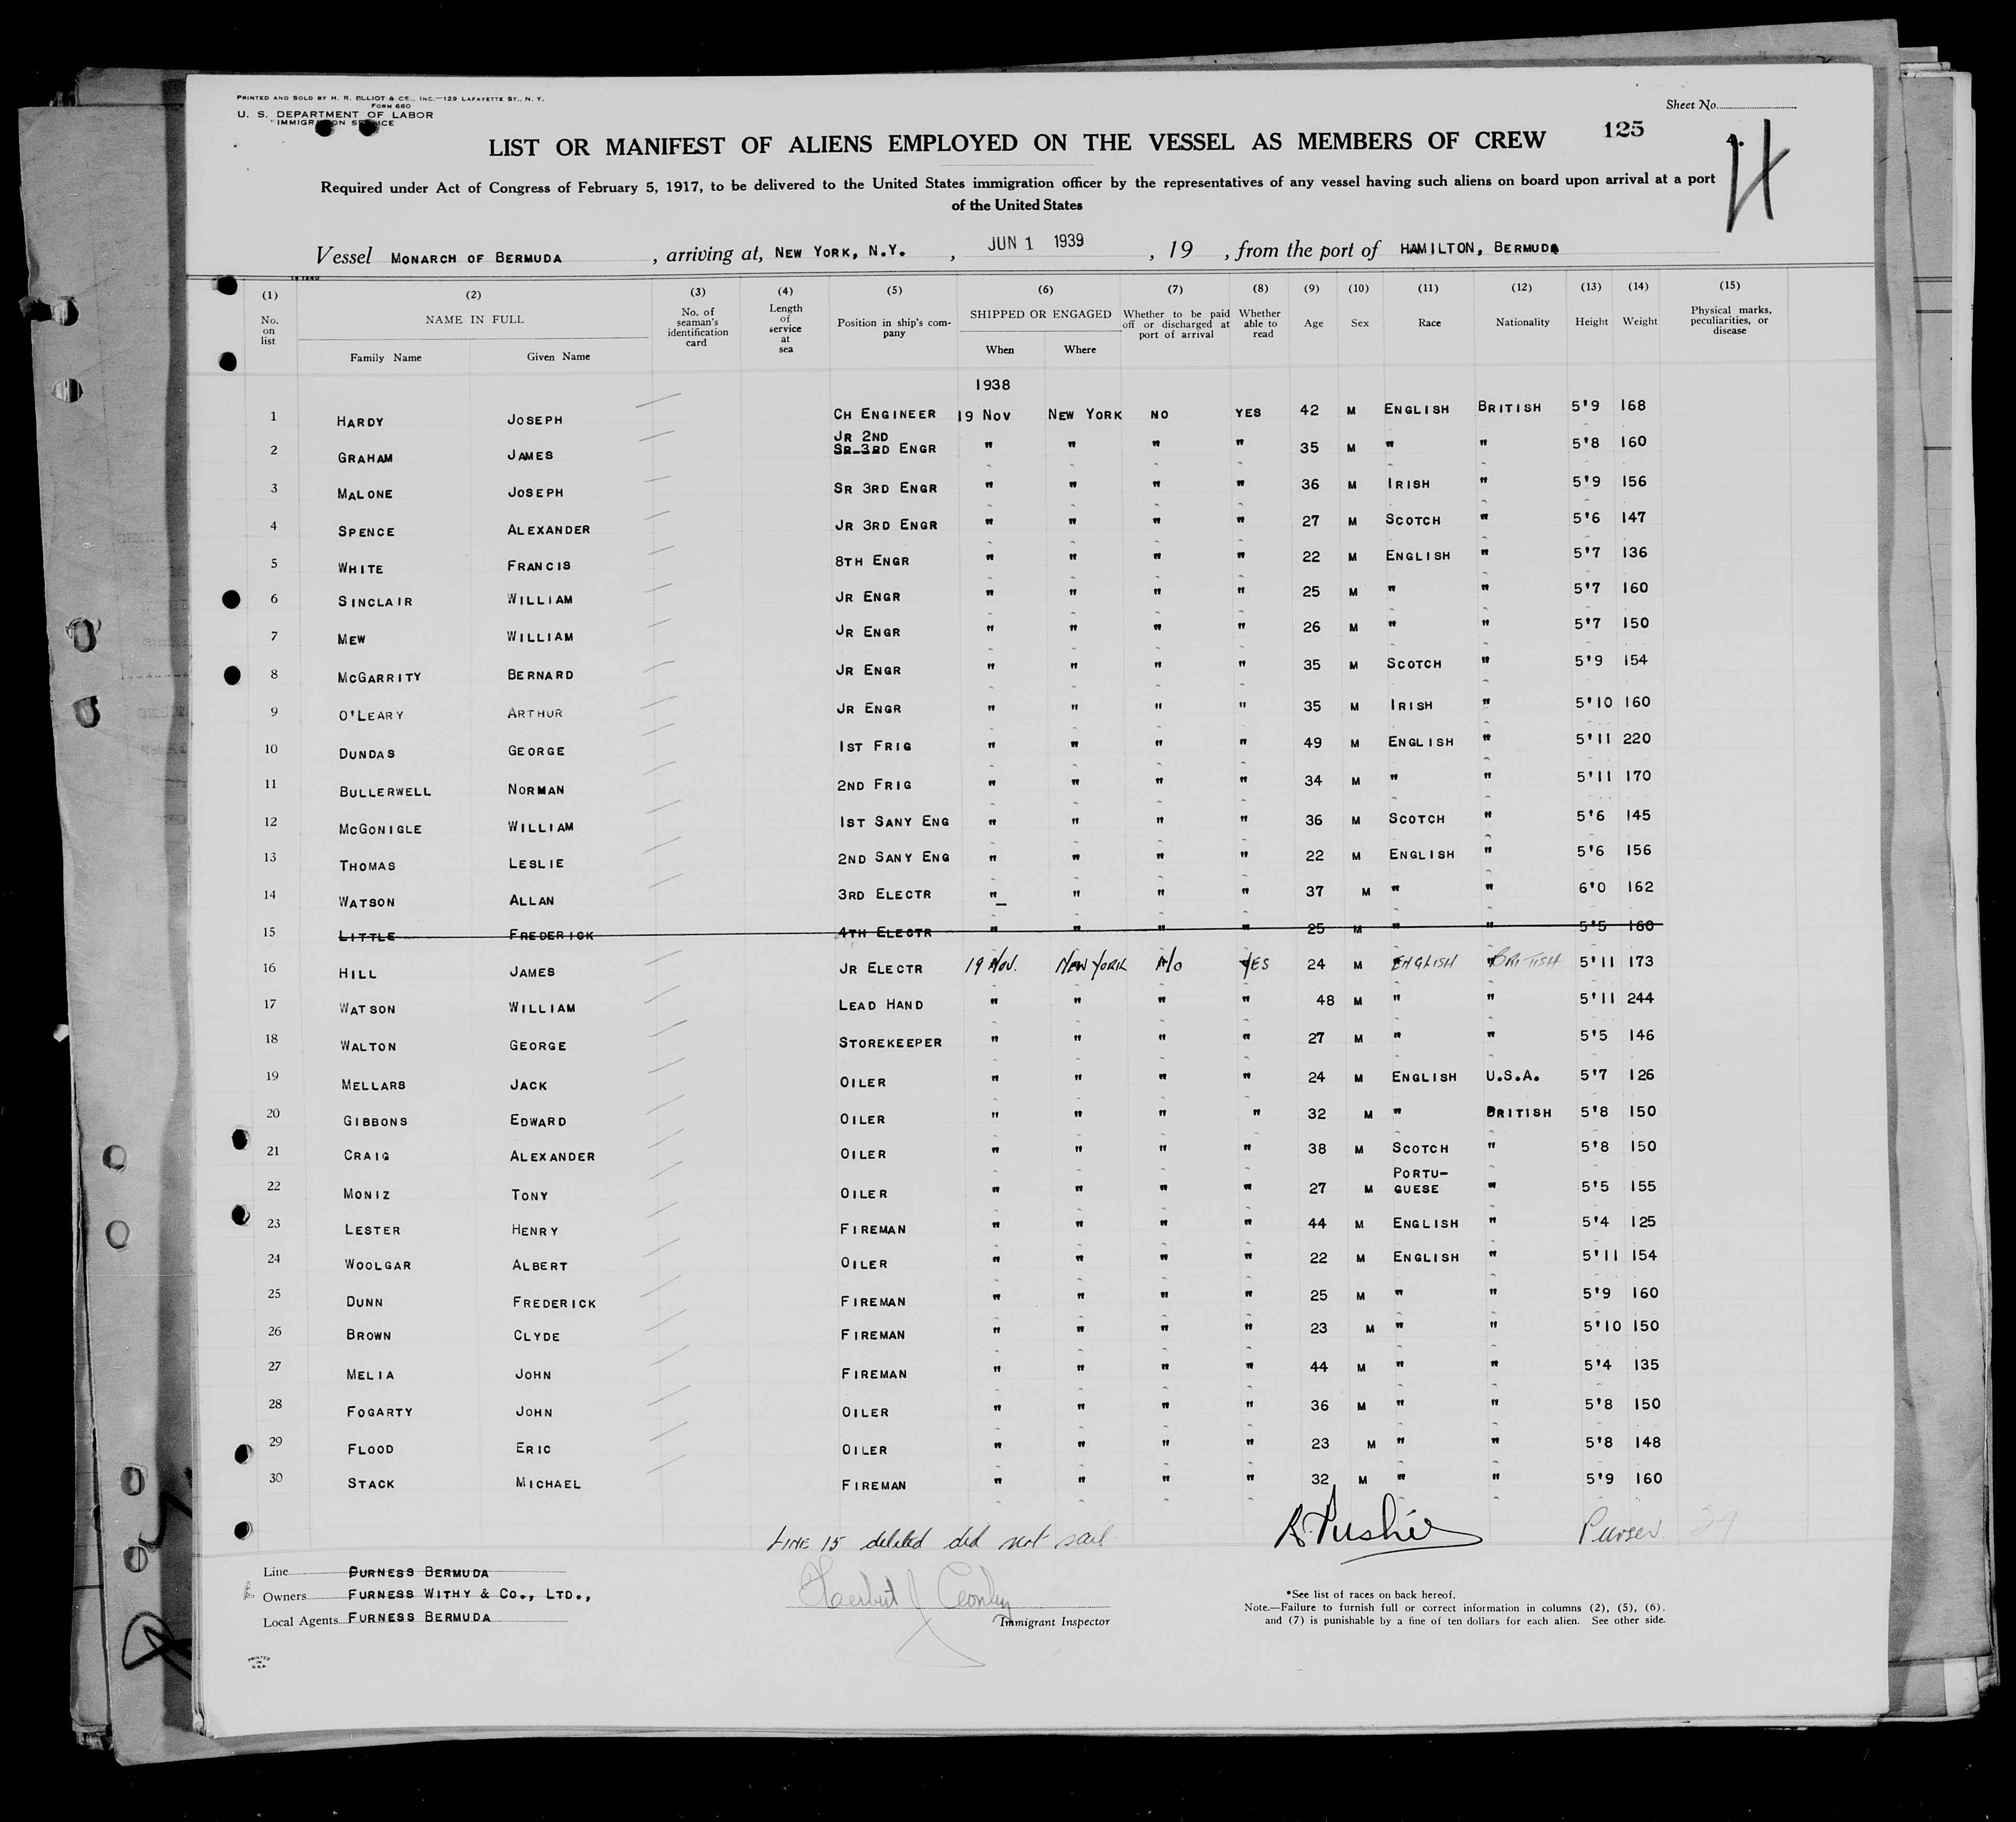 PRINTED AND SOLD BY H. R. ELLIOT & CO., INC.—129 LAFAYETTE ST., N. Y.
FORM 680
U. S. DEPARTMENT OF LABOR
IMMIGRATION SERVICE
Sheet No.
LIST OR MANIFEST OF ALIENS EMPLOYED ON THE VESSEL AS MEMBERS OF CREW 125
Required under Act of Congress of February 5, 1917, to be delivered to the United States immigration officer by the representatives of any vessel having such aliens on board upon arrival at a port
of the United States
Vessel MONARCH OF BERMUDA, arriving at, NEW YORK, N.Y., JUN 1 1939, 19 , from the port of HAMILTON, BERMUDA
(1) (2) (3) (4) (5) (6) (7) (8) (9) (10) (11) (12) (13) (14) (15)
No. on list NAME IN FULL Family Name Given Name No. of seaman's identification card Length of service at sea Position in ship's company SHIPPED OR ENGAGED When Where Whether to be paid off or discharged at port of arrival Whether able to read Age Sex Race Nationality Height Weight Physical marks, peculiarities, or disease
1938
1 HARDY JOSEPH CH ENGINEER 19 NOV NEW YORK NO YES 42 M ENGLISH BRITISH 5'9 168
JR 2ND
2 GRAHAM JAMES SR 3RD ENGR " " " " 35 M " " 5'8 160
3 MALONE JOSEPH SR 3RD ENGR " " " " 36 M IRISH " 5'9 156
4 SPENCE ALEXANDER JR 3RD ENGR " " " " 27 M SCOTCH " 5'6 147
5 WHITE FRANCIS 8TH ENGR " " " " 22 M ENGLISH " 5'7 136
6 SINCLAIR WILLIAM JR ENGR " " " " 25 M " " 5'7 160
7 MEW WILLIAM JR ENGR " " " " 26 M " " 5'7 150
8 MCGARRITY BERNARD JR ENGR " " " " 35 M SCOTCH " 5'9 154
9 O'LEARY ARTHUR JR ENGR " " " " 35 M IRISH " 5'10 160
10 DUNDAS GEORGE 1ST FRIG " " " " 49 M ENGLISH " 5'11 220
11 BULLERWELL NORMAN 2ND FRIG " " " " 34 M " " 5'11 170
12 MCGONIGLE WILLIAM 1ST SANY ENG " " " " 36 M SCOTCH " 5'6 145
13 THOMAS LESLIE 2ND SANY ENG " " " " 22 M ENGLISH " 5'6 156
14 WATSON ALLAN 3RD ELECTR " " " " 37 M " " 6'0 162
15 LITTLE FREDERICK 4TH ELECTR " " " " 25 M " " 5'5 160
16 HILL JAMES JR ELECTR 19 Nov. New York No YES 24 M ENGLISH BRITISH 5'11 173
17 WATSON WILLIAM LEAD HAND " " " " 48 M " " 5'11 244
18 WALTON GEORGE STOREKEEPER " " " " 27 M " " 5'5 146
19 MELLARS JACK OILER " " " " 24 M ENGLISH U.S.A. 5'7 126
20 GIBBONS EDWARD OILER " " " " 32 M " BRITISH 5'8 150
21 CRAIG ALEXANDER OILER " " " " 38 M SCOTCH " 5'8 150
PORTU-
22 MONIZ TONY OILER " " " " 27 M GUESE " 5'5 155
23 LESTER HENRY FIREMAN " " " " 44 M ENGLISH " 5'4 125
24 WOOLGAR ALBERT OILER " " " " 22 M ENGLISH " 5'11 154
25 DUNN FREDERICK FIREMAN " " " " 25 M " " 5'9 160
26 BROWN CLYDE FIREMAN " " " " 23 M " " 5'10 150
27 MELIA JOHN FIREMAN " " " " 44 M " " 5'4 135
28 FOGARTY JOHN OILER " " " " 36 M " " 5'8 150
29 FLOOD ERIC OILER " " " " 23 M " " 5'8 148
30 STACK MICHAEL FIREMAN " " " " 32 M " " 5'9 160
LINE 15 deleted did not sail Purser.
Line FURNESS BERMUDA
Owners FURNESS WITHY & CO., LTD.,
Local Agents FURNESS BERMUDA
Herbert J
Immigrant Inspector
*See list of races on back hereof.
Note.—Failure to furnish full or correct information in columns (2), (5), (6).
and (7) is punishable by a fine of ten dollars for each alien. See other side.
PRINTED
IN
U.S.A.